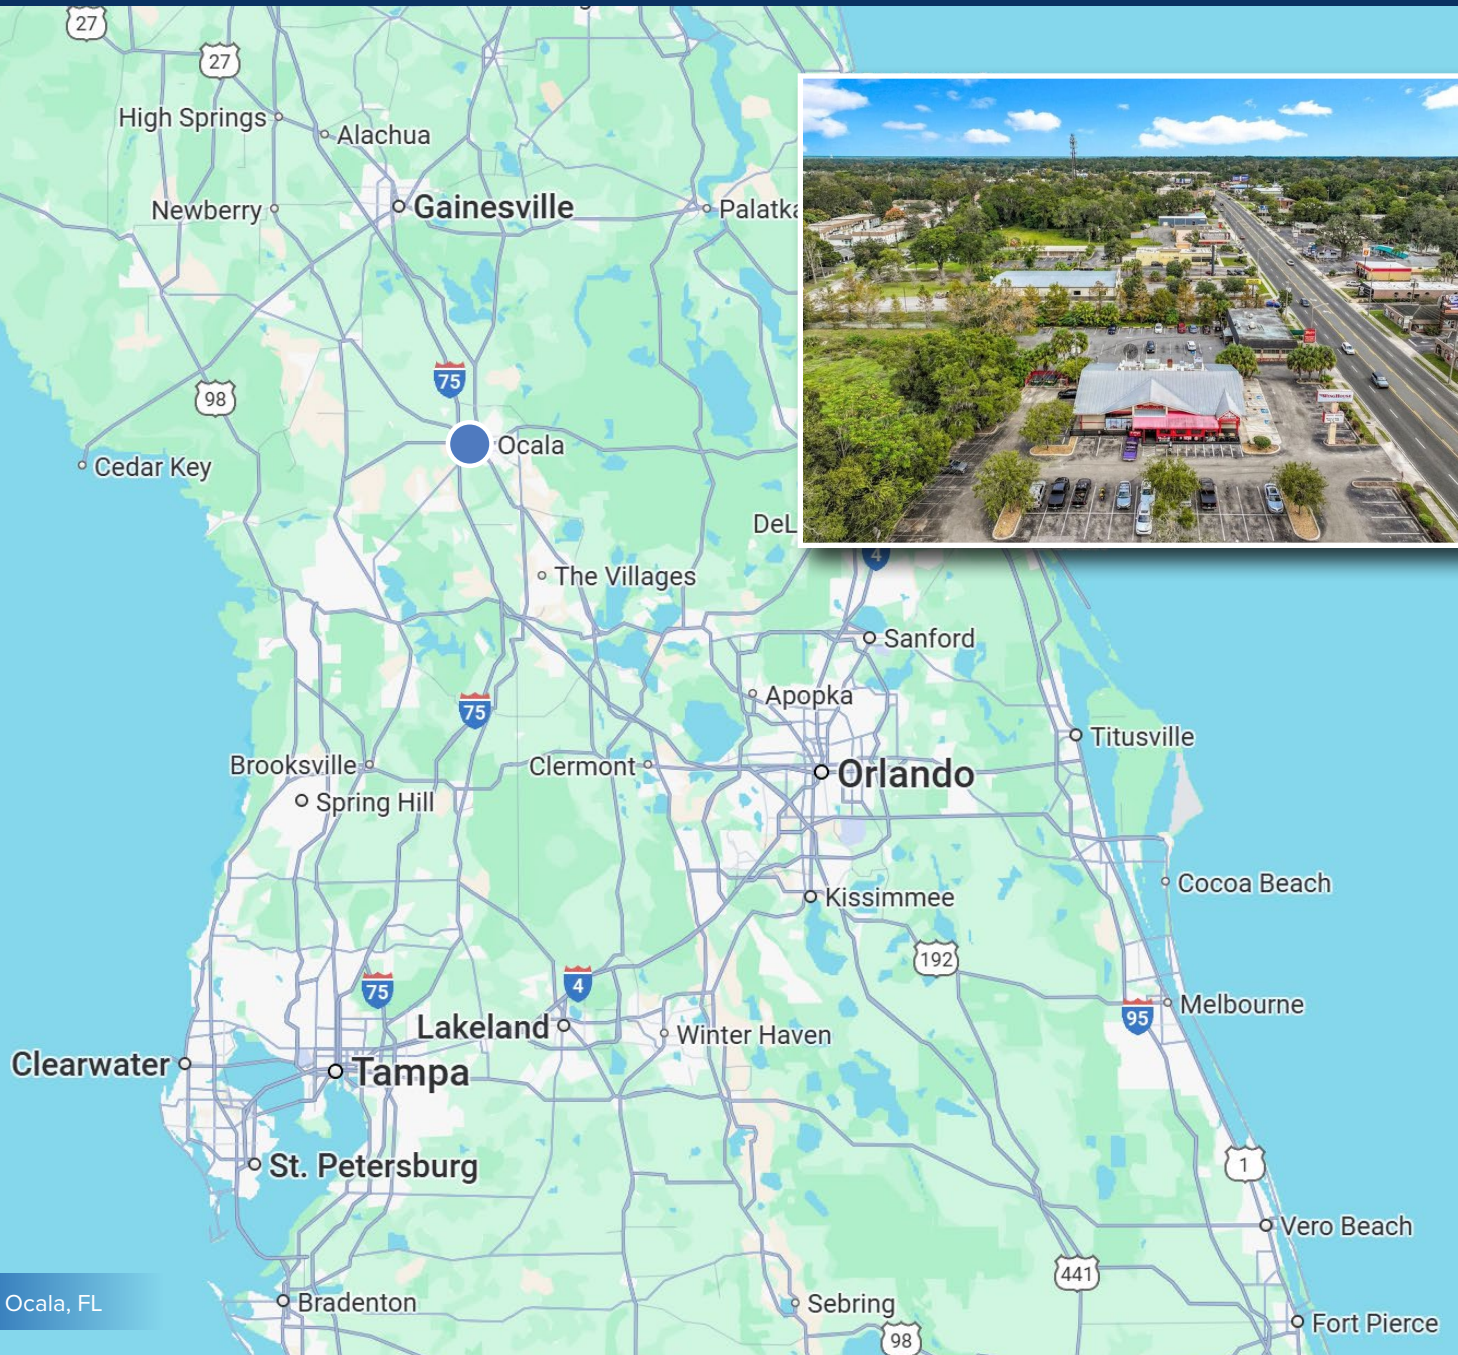 27
27
High Springs
Alachua
Newberry
Gainesville
Palatka
75
98
Ocala
Cedar Key
DeL
4
The Villages
Sanford
Apopka
75
Titusville
Brooksville
Clermont
Orlando
Spring Hill
Cocoa Beach
Kissimmee
192
75
4
Melbourne
95
Lakeland
Winter Haven
Clearwater
Tampa
St. Petersburg
1
Vero Beach
441
Ocala, FL
Bradenton
Sebring
Fort Pierce
98